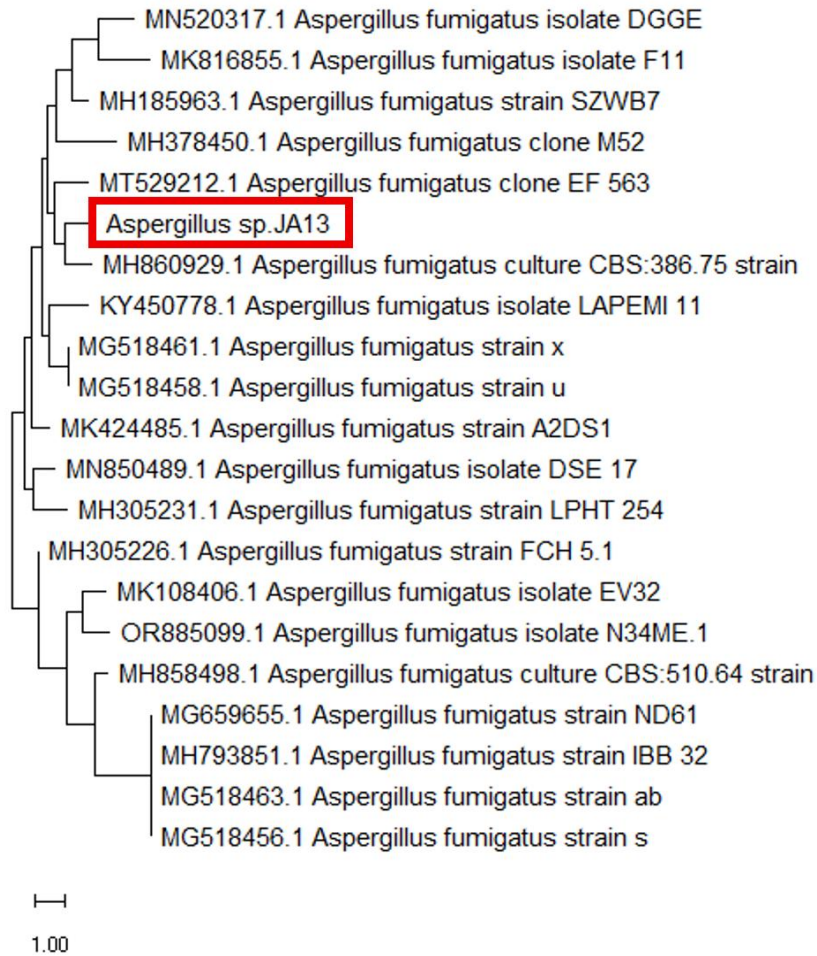 MN520317.1 Aspergillus fumigatus isolate DGGE
MK816855.1 Aspergillus fumigatus isolate F11
MH185963.1 Aspergillus fumigatus strain SZWB7
MH378450.1 Aspergillus fumigatus clone M52
MT529212.1 Aspergillus fumigatus clone EF 563
Aspergillus sp.JA13
MH860929.1 Aspergillus fumigatus culture CBS:386.75 strain
KY450778.1 Aspergillus fumigatus isolate LAPEMI 11
MG518461.1 Aspergillus fumigatus strain x
MG518458.1 Aspergillus fumigatus strain u
MK424485.1 Aspergillus fumigatus strain A2DS1
MN850489.1 Aspergillus fumigatus isolate DSE 17
MH305231.1 Aspergillus fumigatus strain LPHT 254
MH305226.1 Aspergillus fumigatus strain FCH 5.1
MK108406.1 Aspergillus fumigatus isolate EV32
OR885099.1 Aspergillus fumigatus isolate N34ME.1
MH858498.1 Aspergillus fumigatus culture CBS:510.64 strain
MG659655.1 Aspergillus fumigatus strain ND61
MH793851.1 Aspergillus fumigatus strain IBB 32
MG518463.1 Aspergillus fumigatus strain ab
MG518456.1 Aspergillus fumigatus strain s
1.00